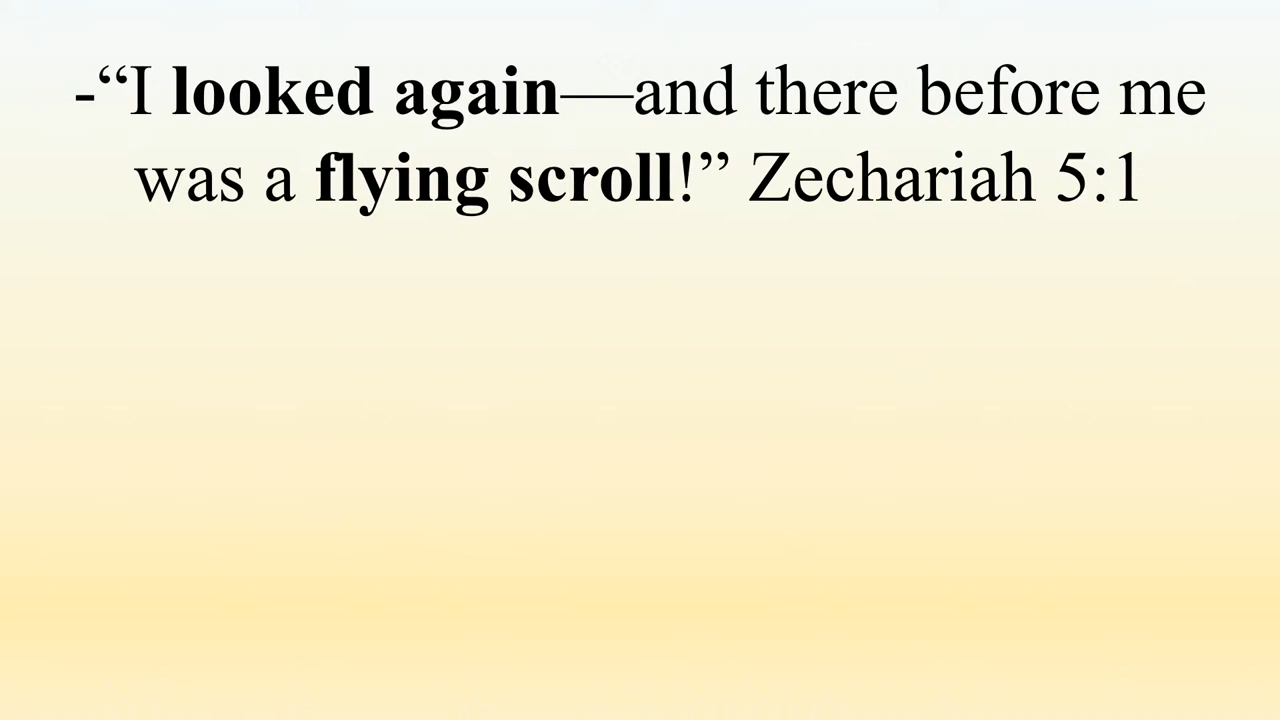 -“I looked again—and there before me
was a flying scroll!” Zechariah 5:1